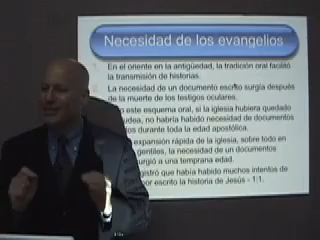 Necesidad de los evangelios
En el oriente en la antigüedad, la tradición oral facilitó
la transmisión de historias.
La necesidad de un documento escrito surgía después
de la muerte de los testigos oculares.
este esquema oral, si la iglesia hubiera quedado
udea, no habría habido necesidad de documentos
durante toda la edad apostólica.
expansión rápida de la iglesia, sobre todo en
gentiles, la necesidad de un documento
surgió a una temprana edad.
gistró que había habido muchos intentos de
por escrito la historia de Jesús - 1:1.